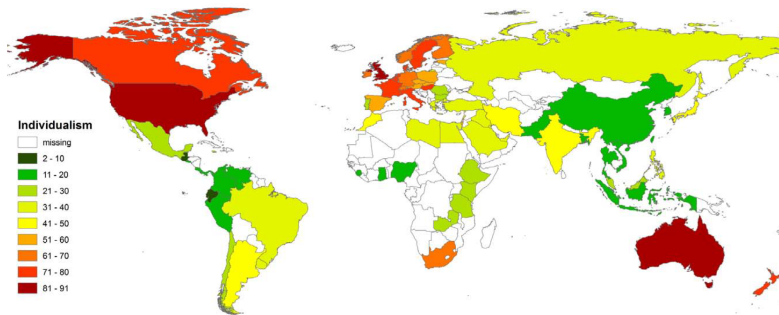 Individualism
missing
2 - 10
11 - 20
21 - 30
31 - 40
41 - 50
51 - 60
61 - 70
71 - 80
81 - 91